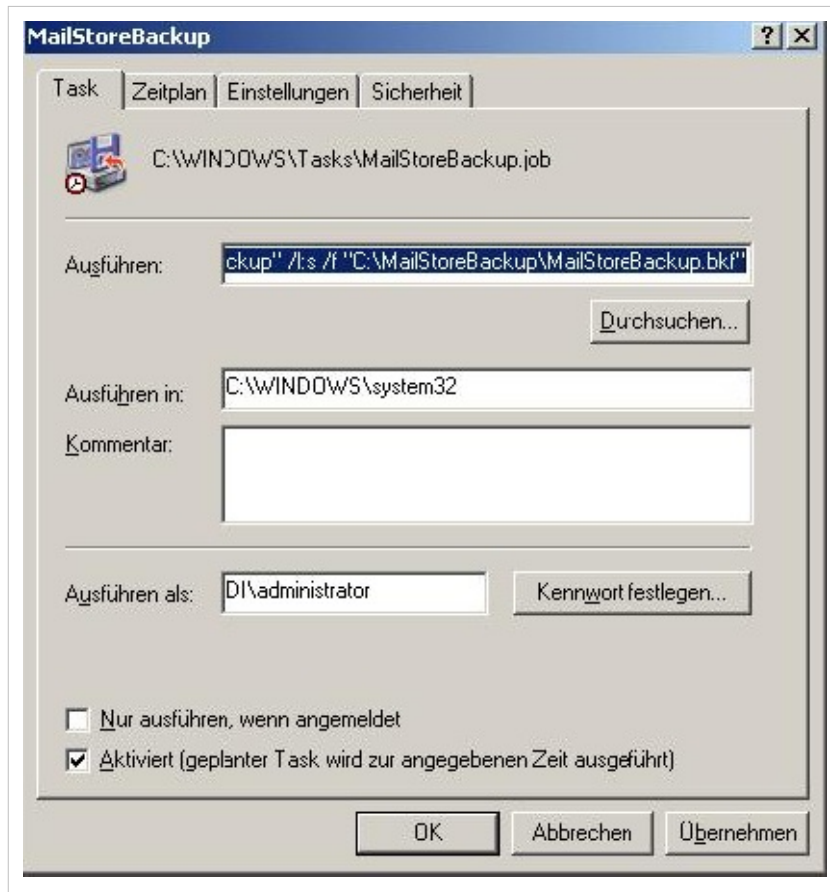 MailStoreBackup
Task Zeitplan Einstellungen Sicherheit
C:\WINDOWS\Tasks\MailStoreBackup.job
Ausführen: ckup" /l:s /f "C:\MailStoreBackup\MailStoreBackup.bkf"
Durchsuchen...
Ausführen in: C:\WINDOWS\system32
Kommentar:
Ausführen als: DI\administrator Kennwort festlegen...
Nur ausführen, wenn angemeldet
Aktiviert (geplanter Task wird zur angegebenen Zeit ausgeführt)
OK Abbrechen Übernehmen